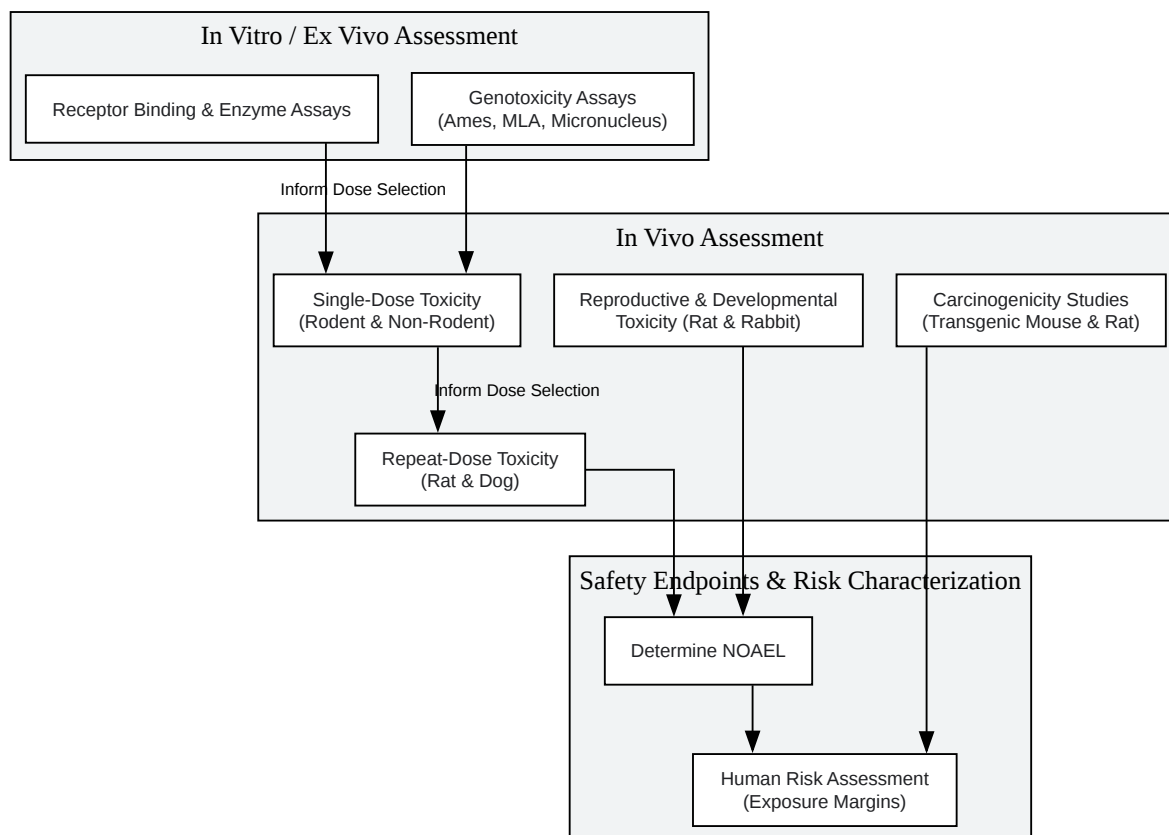 In Vitro / Ex Vivo Assessment
Receptor Binding & Enzyme Assays
Genotoxicity Assays
(Ames, MLA, Micronucleus)
Inform Dose Selection
In Vivo Assessment
Single-Dose Toxicity
(Rodent & Non-Rodent)
Reproductive & Developmental
Toxicity (Rat & Rabbit)
Carcinogenicity Studies
(Transgenic Mouse & Rat)
Inform Dose Selection
Repeat-Dose Toxicity
(Rat & Dog)
Safety Endpoints & Risk Characterization
Determine NOAEL
Human Risk Assessment
(Exposure Margins)